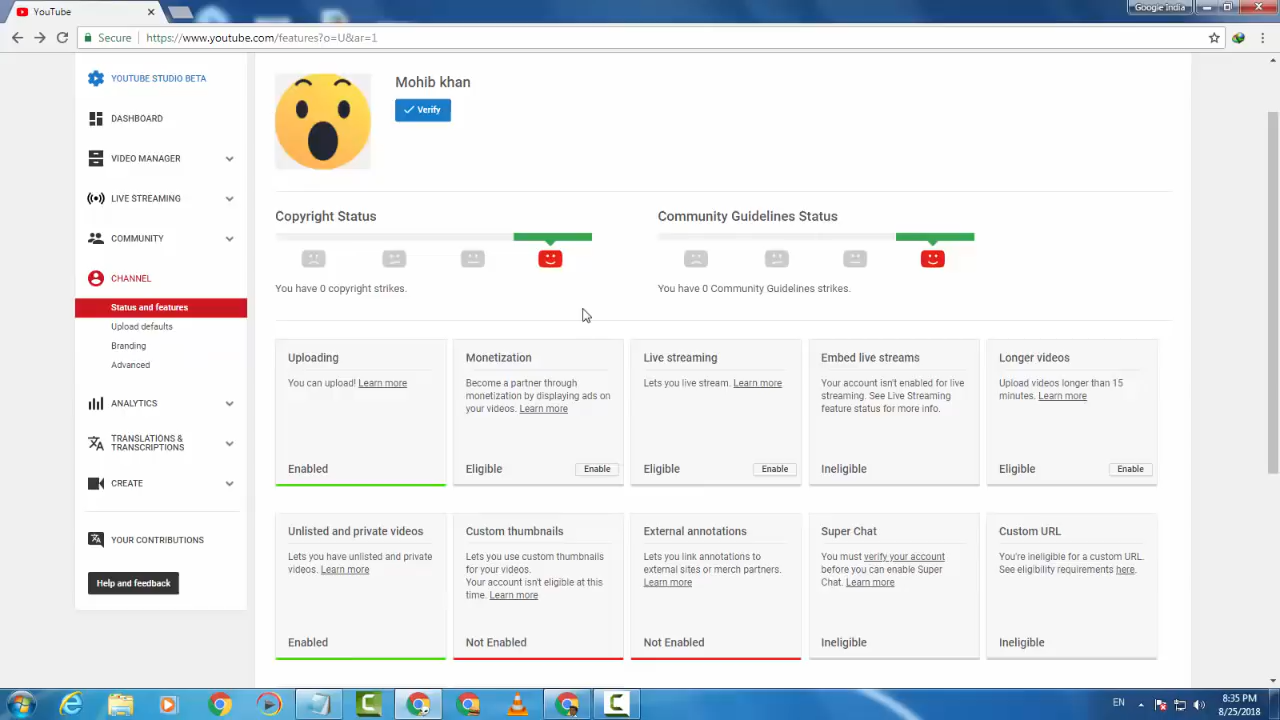 YouTube
Google India
Secure https://www.youtube.com/features?o=U&ar=1
YOUTUBE STUDIO BETA
DASHBOARD
VIDEO MANAGER
LIVE STREAMING
COMMUNITY
CHANNEL
Status and features
Upload defaults
Branding
Advanced
ANALYTICS
TRANSLATIONS &
TRANSCRIPTIONS
CREATE
YOUR CONTRIBUTIONS
Help and feedback
Mohib khan
Verify
Copyright Status
You have 0 copyright strikes.
Community Guidelines Status
You have 0 Community Guidelines strikes.
Uploading
You can upload! Learn more
Enabled
Monetization
Become a partner through
monetization by displaying ads on
your videos. Learn more
Eligible
Enable
Live streaming
Lets you live stream. Learn more
Eligible
Enable
Embed live streams
Your account isn't enabled for live
streaming. See Live Streaming
feature status for more info.
Ineligible
Longer videos
Upload videos longer than 15
minutes. Learn more
Eligible
Enable
Unlisted and private videos
Lets you have unlisted and private
videos. Learn more
Enabled
Custom thumbnails
Lets you use custom thumbnails
for your videos.
Your account isn't eligible at this
time. Learn more
Not Enabled
External annotations
Lets you link annotations to
external sites or merch partners.
Learn more
Not Enabled
Super Chat
You must verify your account
before you can enable Super
Chat. Learn more
Ineligible
Custom URL
You're ineligible for a custom URL.
See eligibility requirements here.
Ineligible
EN
8:35 PM
8/25/2018